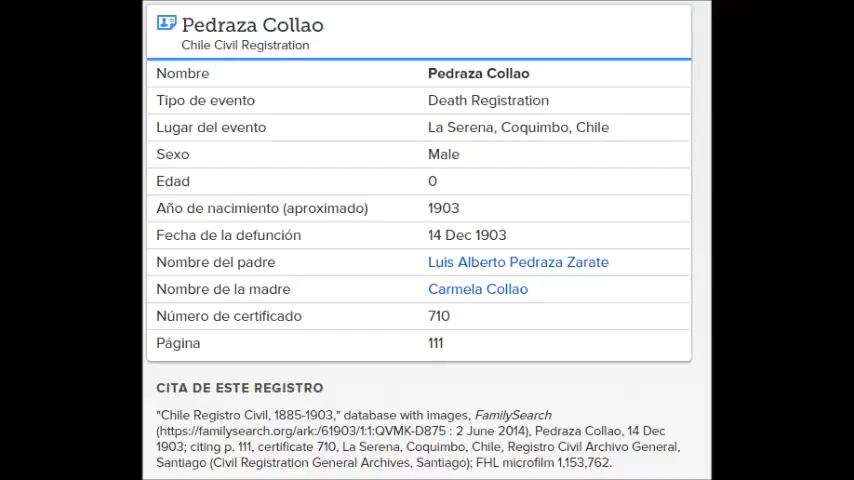 Pedraza Collao
Chile Civil Registration
Nombre Pedraza Collao
Tipo de evento Death Registration
Lugar del evento La Serena, Coquimbo, Chile
Sexo Male
Edad 0
Año de nacimiento (aproximado) 1903
Fecha de la defunción 14 Dec 1903
Nombre del padre Luis Alberto Pedraza Zarate
Nombre de la madre Carmela Collao
Número de certificado 710
Página 111
CITA DE ESTE REGISTRO
"Chile Registro Civil, 1885-1903," database with images, FamilySearch
(https://familysearch.org/ark:/61903/1:1:QVMK-D875 : 2 June 2014), Pedraza Collao, 14 Dec
1903; citing p. 111, certificate 710, La Serena, Coquimbo, Chile, Registro Civil Archivo General,
Santiago (Civil Registration General Archives, Santiago); FHL microfilm 1,153,762.